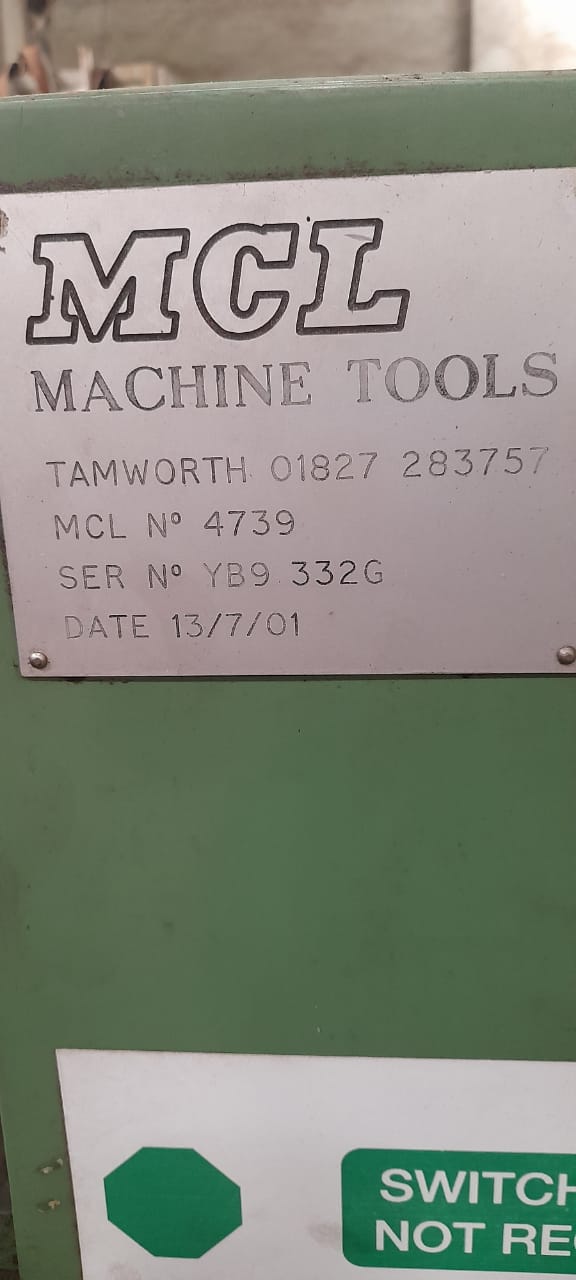 MCL
MACHINE TOOLS
TAMWORTH 01827 283757
MCL Nº 4739
SER Nº YB9 332G
DATE 13/7/01
SWITCH
NOT